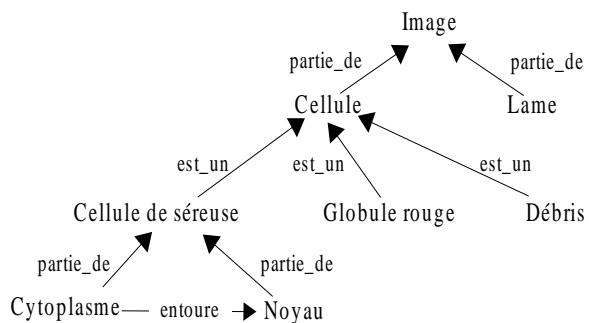 Image
partie_de partie_de
Cellule Lame
est_un est_un est_un
Cellule de séreuse Globule rouge Débris
partie_de partie_de
Cytoplasme entoure Noyau